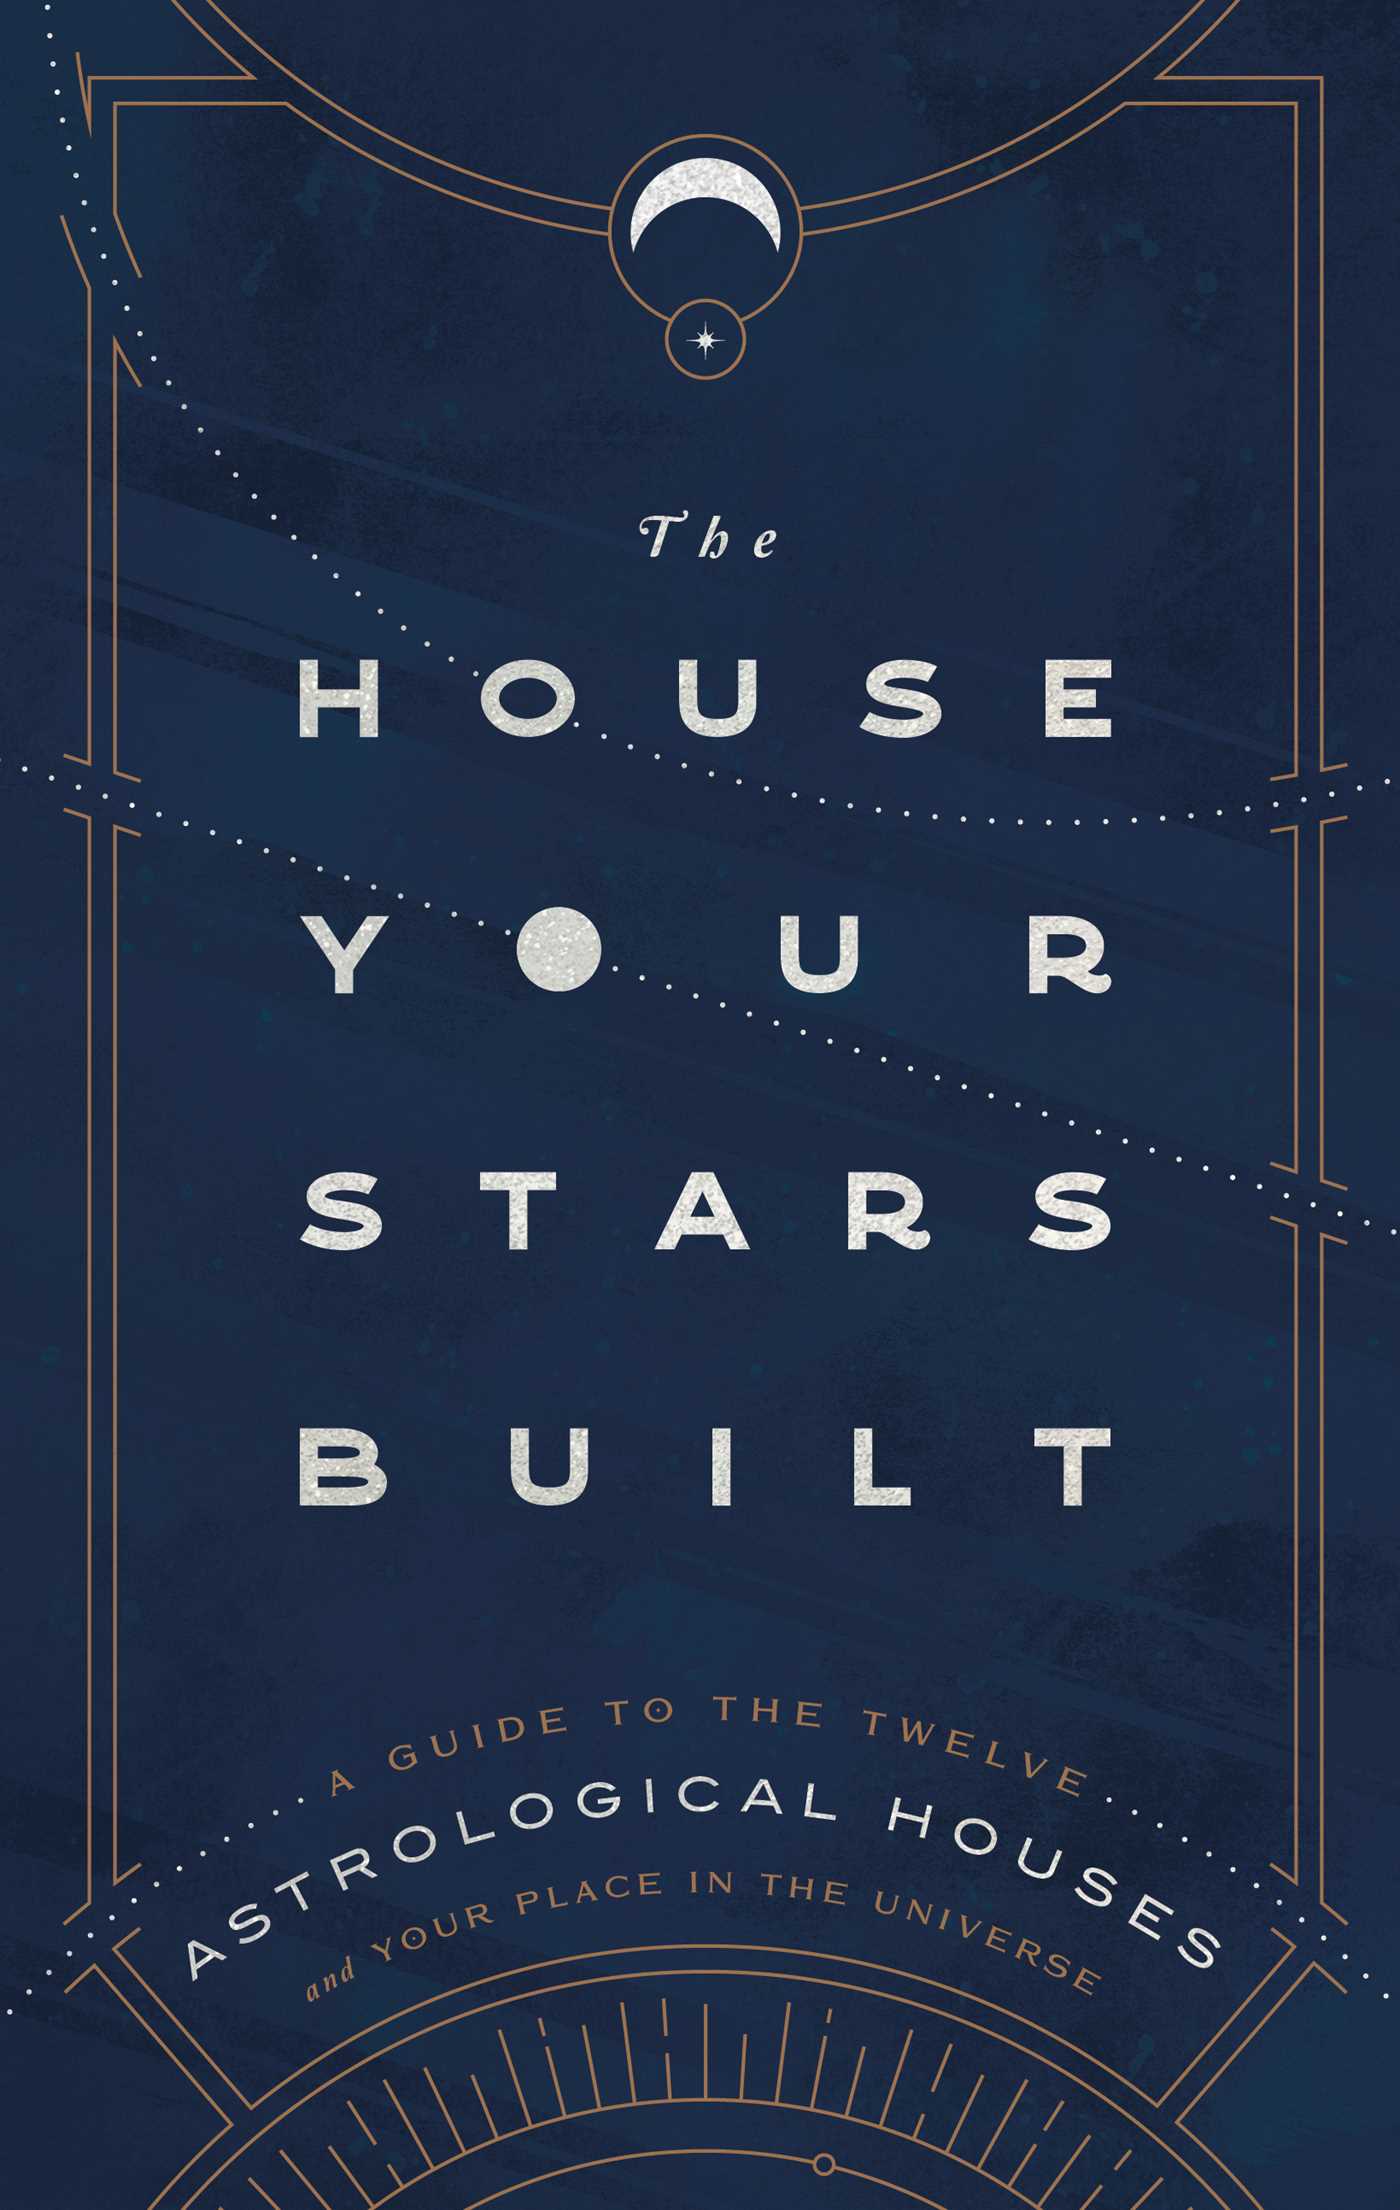 The
HOUSE
YOUR
STARS
BUILT
A GUIDE TO THE TWELVE
ASTROLOGICAL HOUSES
and YOUR PLACE IN THE UNIVERSE